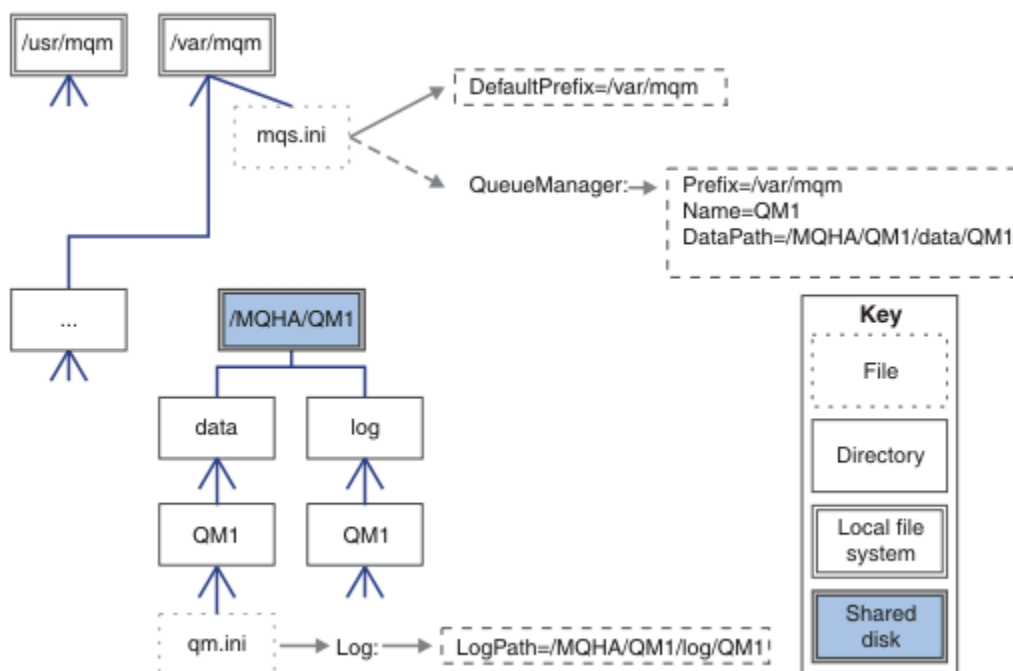 /usr/mqm
/var/mqm
DefaultPrefix=/var/mqm
mqs.ini
QueueManager:
Prefix=/var/mqm
Name=QM1
DataPath=/MQHA/QM1/data/QM1
...
/MQHA/QM1
data
log
QM1
QM1
qm.ini
Log:
LogPath=/MQHA/QM1/log/QM1
Key
File
Directory
Local file
system
Shared
disk